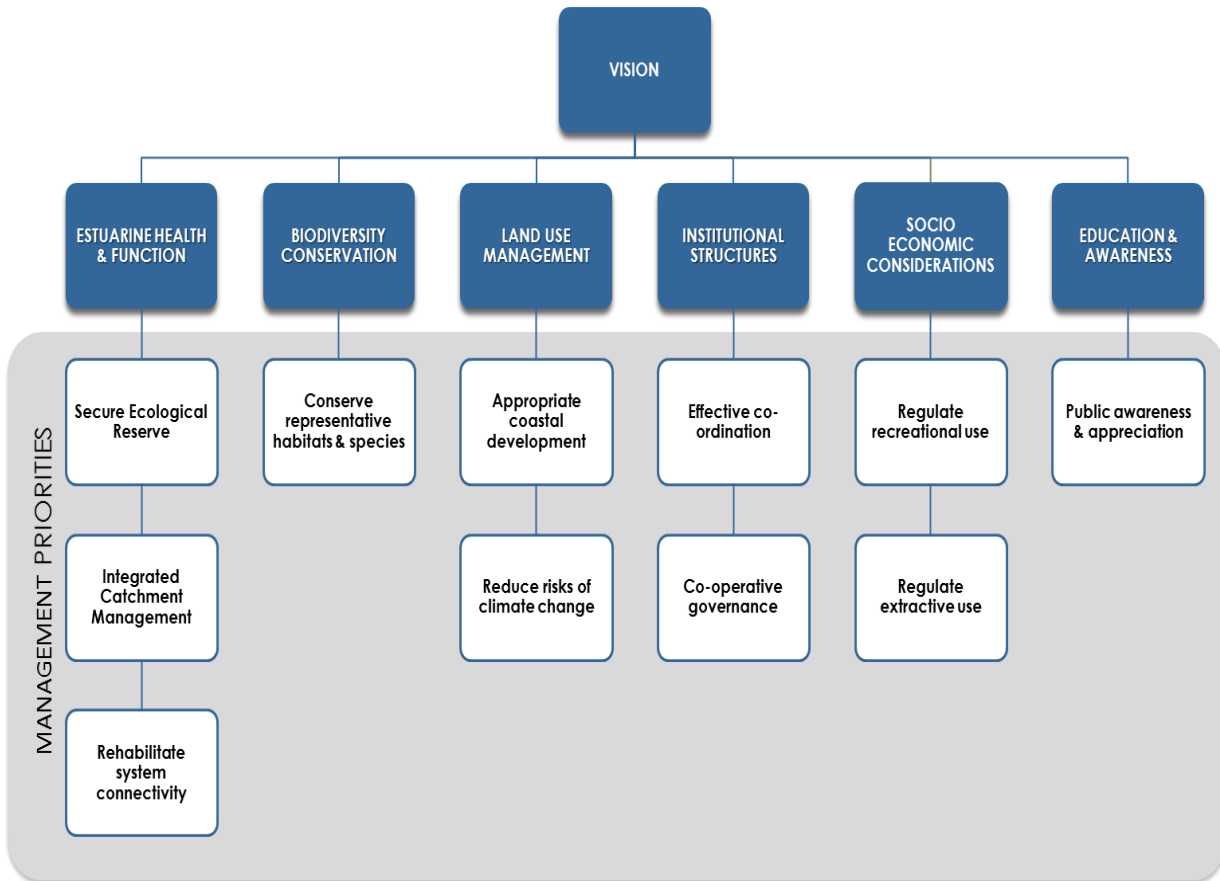 VISION
ESTUARINE HEALTH
& FUNCTION
BIODIVERSITY
CONSERVATION
LAND USE
MANAGEMENT
INSTITUTIONAL
STRUCTURES
SOCIO
ECONOMIC
CONSIDERATIONS
EDUCATION &
AWARENESS
MANAGEMENT PRIORITIES
Secure Ecological
Reserve
Conserve
representative
habitats & species
Appropriate
coastal
development
Effective co-
ordination
Regulate
recreational use
Public awareness
& appreciation
Integrated
Catchment
Management
Reduce risks of
climate change
Co-operative
governance
Regulate
extractive use
Rehabilitate
system
connectivity